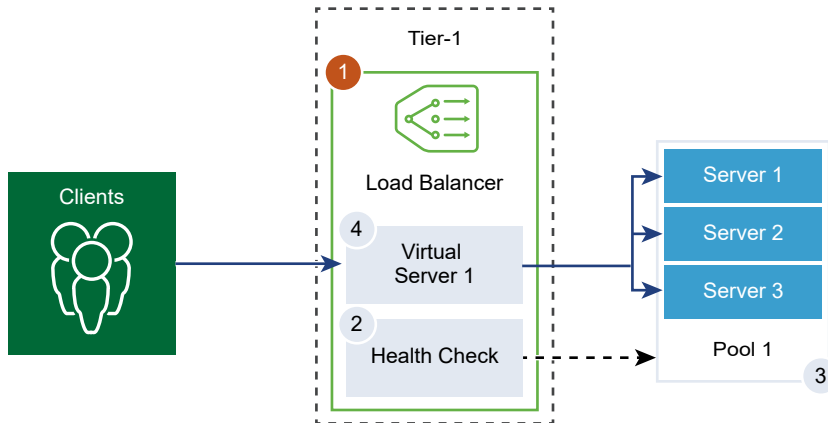 Tier-1
1
Load Balancer
Clients
4
Virtual
Server 1
2
Health Check
Server 1
Server 2
Server 3
Pool 1
3